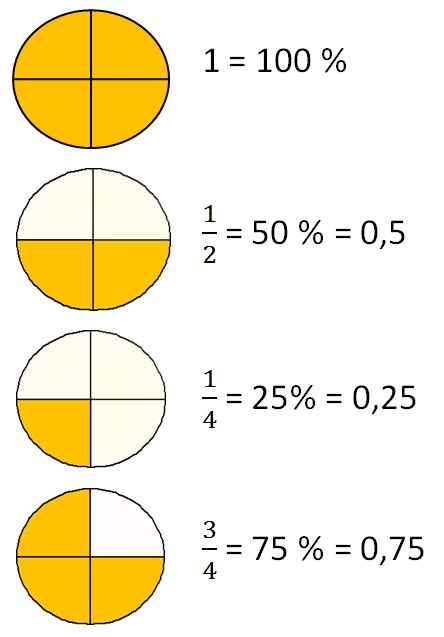 1 = 100 %
1/2 = 50 % = 0,5
1/4 = 25% = 0,25
3/4 = 75 % = 0,75